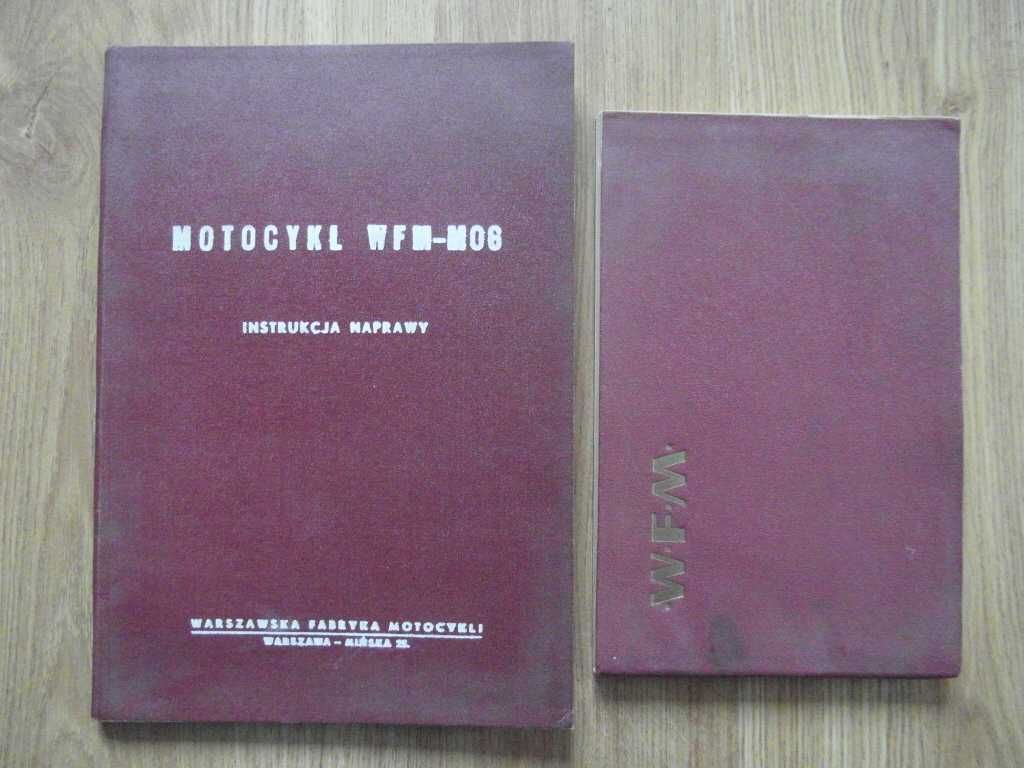 MOTOCYKL WFM-M06
INSTRUKCJA NAPRAWY
WARSZAWSKA FABRYKA MOTOCYKLI
WARSZAWA - MIŃSKA 25.
·W·F·M·